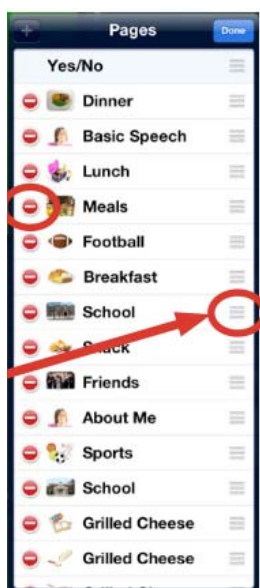 Pages
Done
Yes/No
Dinner
Basic Speech
Lunch
Meals
Football
Breakfast
School
Snack
Friends
About Me
Sports
School
Grilled Cheese
Grilled Cheese